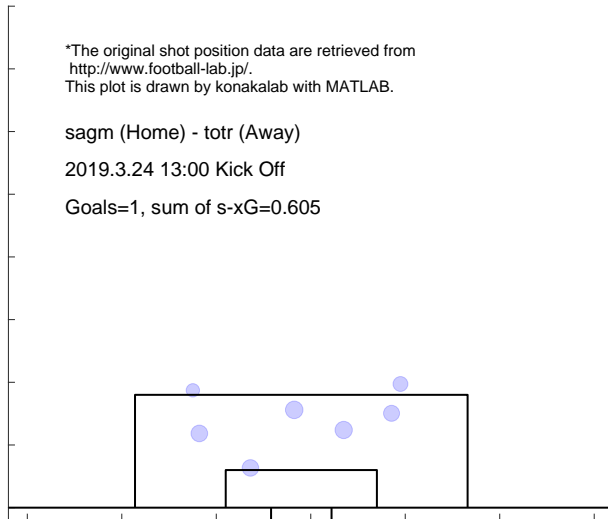 *The original shot position data are retrieved from
http://www.football-lab.jp/.
This plot is drawn by konakalab with MATLAB.
sagm (Home) - totr (Away)
2019.3.24 13:00 Kick Off
Goals=1, sum of s-xG=0.605